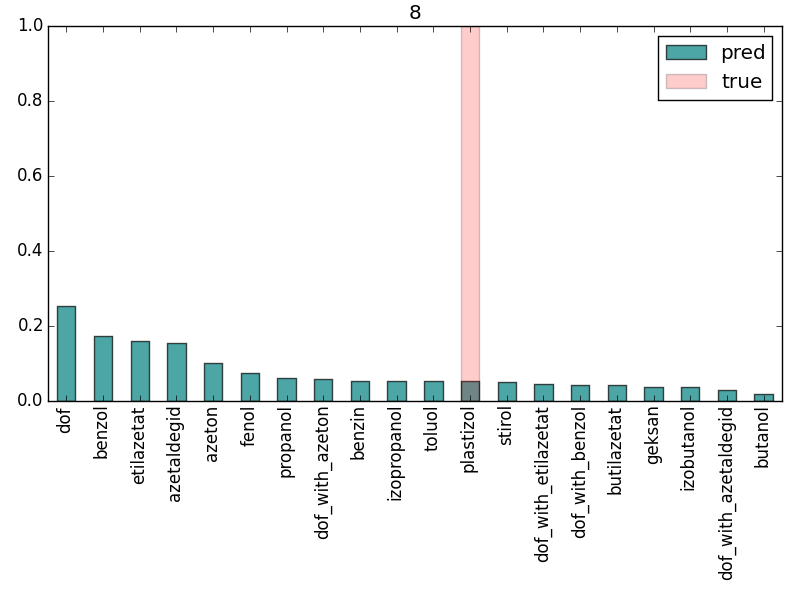 8
1.0
0.8
0.6
0.4
0.2
0.0
pred
true
dof
benzol
etilazetat
azetaldegid
azeton
fenol
propanol
dof_with_azeton
benzin
izopropanol
toluol
plastizol
stirol
dof_with_etilazetat
dof_with_benzol
butilazetat
geksan
izobutanol
dof_with_azetaldegid
butanol